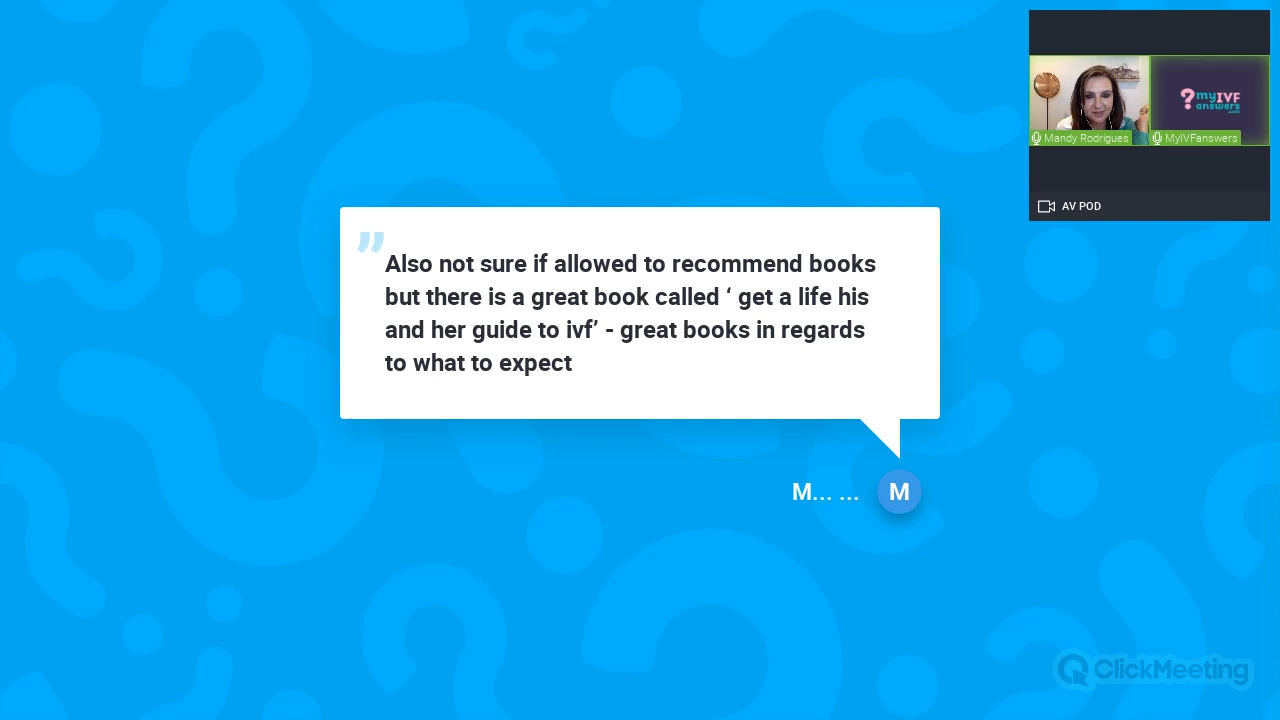 Also not sure if allowed to recommend books
but there is a great book called ‘ get a life his
and her guide to ivf’ - great books in regards
to what to expect
M... ...
M
?myIVF
answers
.com
Mandy Rodrigues
MyIVFanswers
AV POD
ClickMeeting